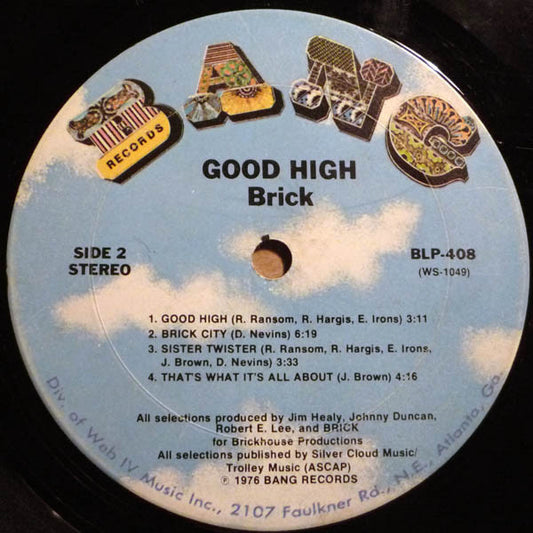 BANG
RECORDS
GOOD HIGH
Brick
SIDE 2
STEREO
BLP-408
(WS-1049)
1. GOOD HIGH (R. Ransom, R. Hargis, E. Irons) 3:11
2. BRICK CITY (D. Nevins) 6:19
3. SISTER TWISTER (R. Ransom, R. Hargis, E. Irons,
J. Brown, D. Nevins) 3:33
4. THAT'S WHAT IT'S ALL ABOUT (J. Brown) 4:16
All selections produced by Jim Healy, Johnny Duncan,
Robert E. Lee, and BRICK
for Brickhouse Productions
All selections published by Silver Cloud Music/
Trolley Music (ASCAP)
℗ 1976 BANG RECORDS
Div. of Web IV Music Inc., 2107 Faulkner Rd., N.E., Atlanta, Ga.